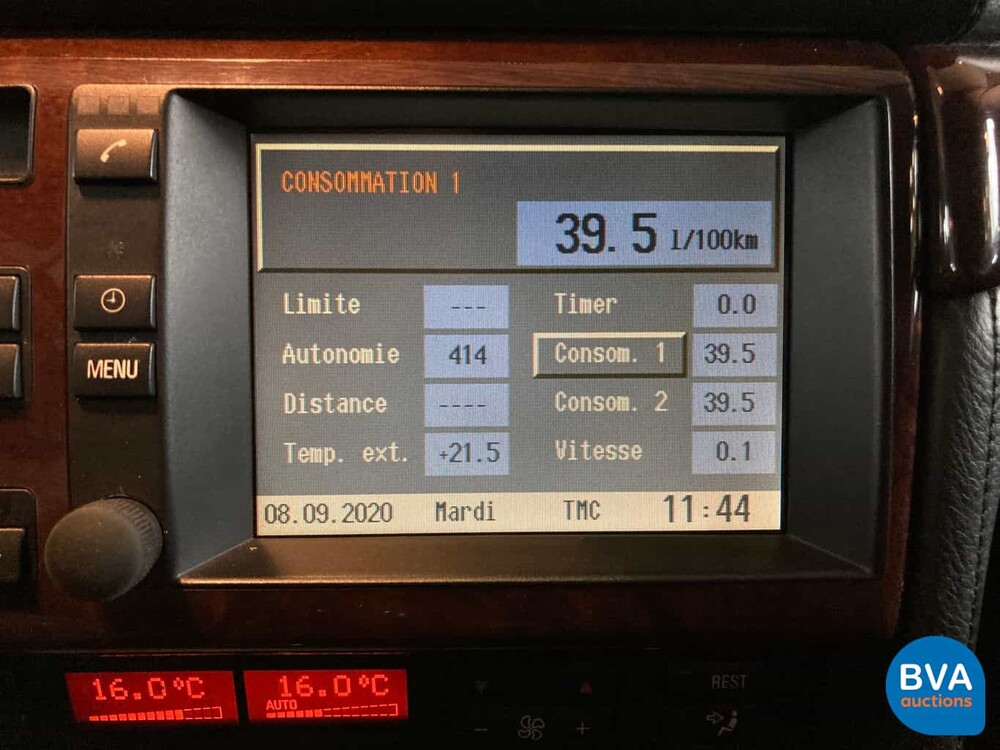 CONSOMMATION 1
39.5 l/100km
Limite --- Timer 0.0
Autonomie 414 Consom. 1 39.5
Distance ---- Consom. 2 39.5
Temp. ext. +21.5 Vitesse 0.1
08.09.2020 Mardi TMC 11:44
MENU
16.0°C 16.0°C
AUTO
REST
- +
BVA
auctions